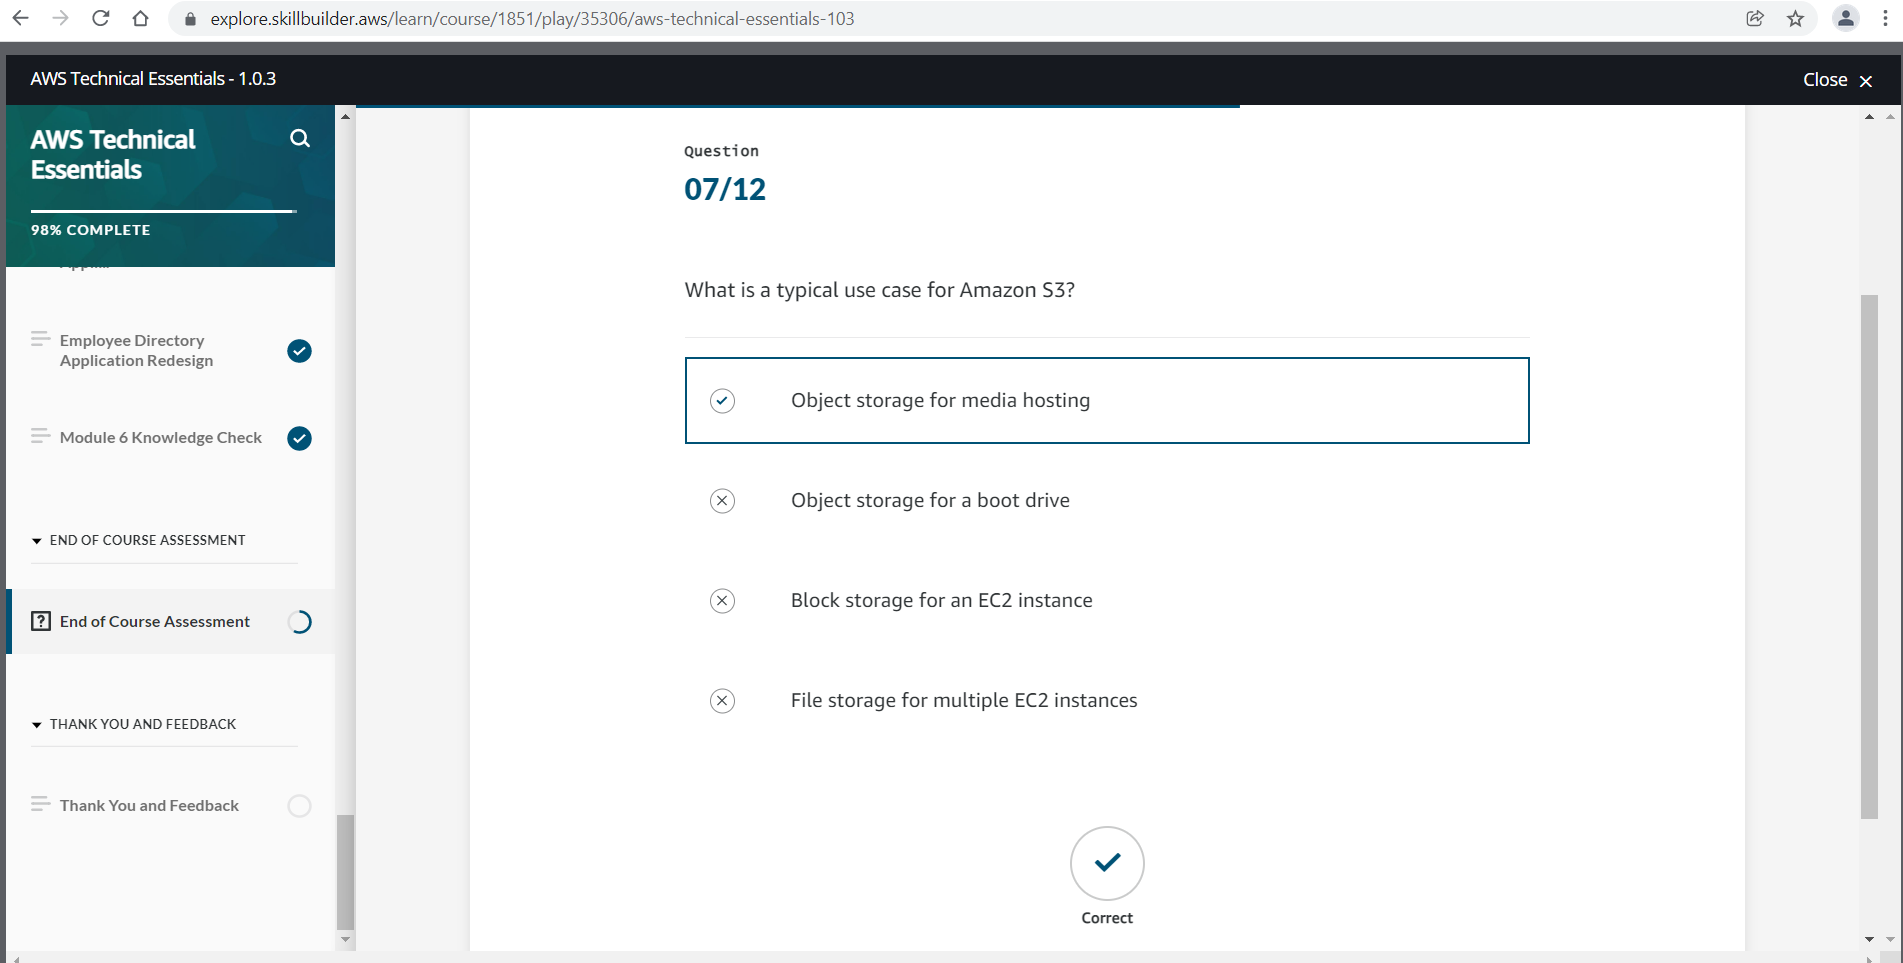 explore.skillbuilder.aws/learn/course/1851/play/35306/aws-technical-essentials-103
AWS Technical Essentials - 1.0.3
Close
AWS Technical
Essentials
98% COMPLETE
Employee Directory
Application Redesign
Module 6 Knowledge Check
END OF COURSE ASSESSMENT
End of Course Assessment
THANK YOU AND FEEDBACK
Thank You and Feedback
Question
07/12
What is a typical use case for Amazon S3?
Object storage for media hosting
Object storage for a boot drive
Block storage for an EC2 instance
File storage for multiple EC2 instances
Correct